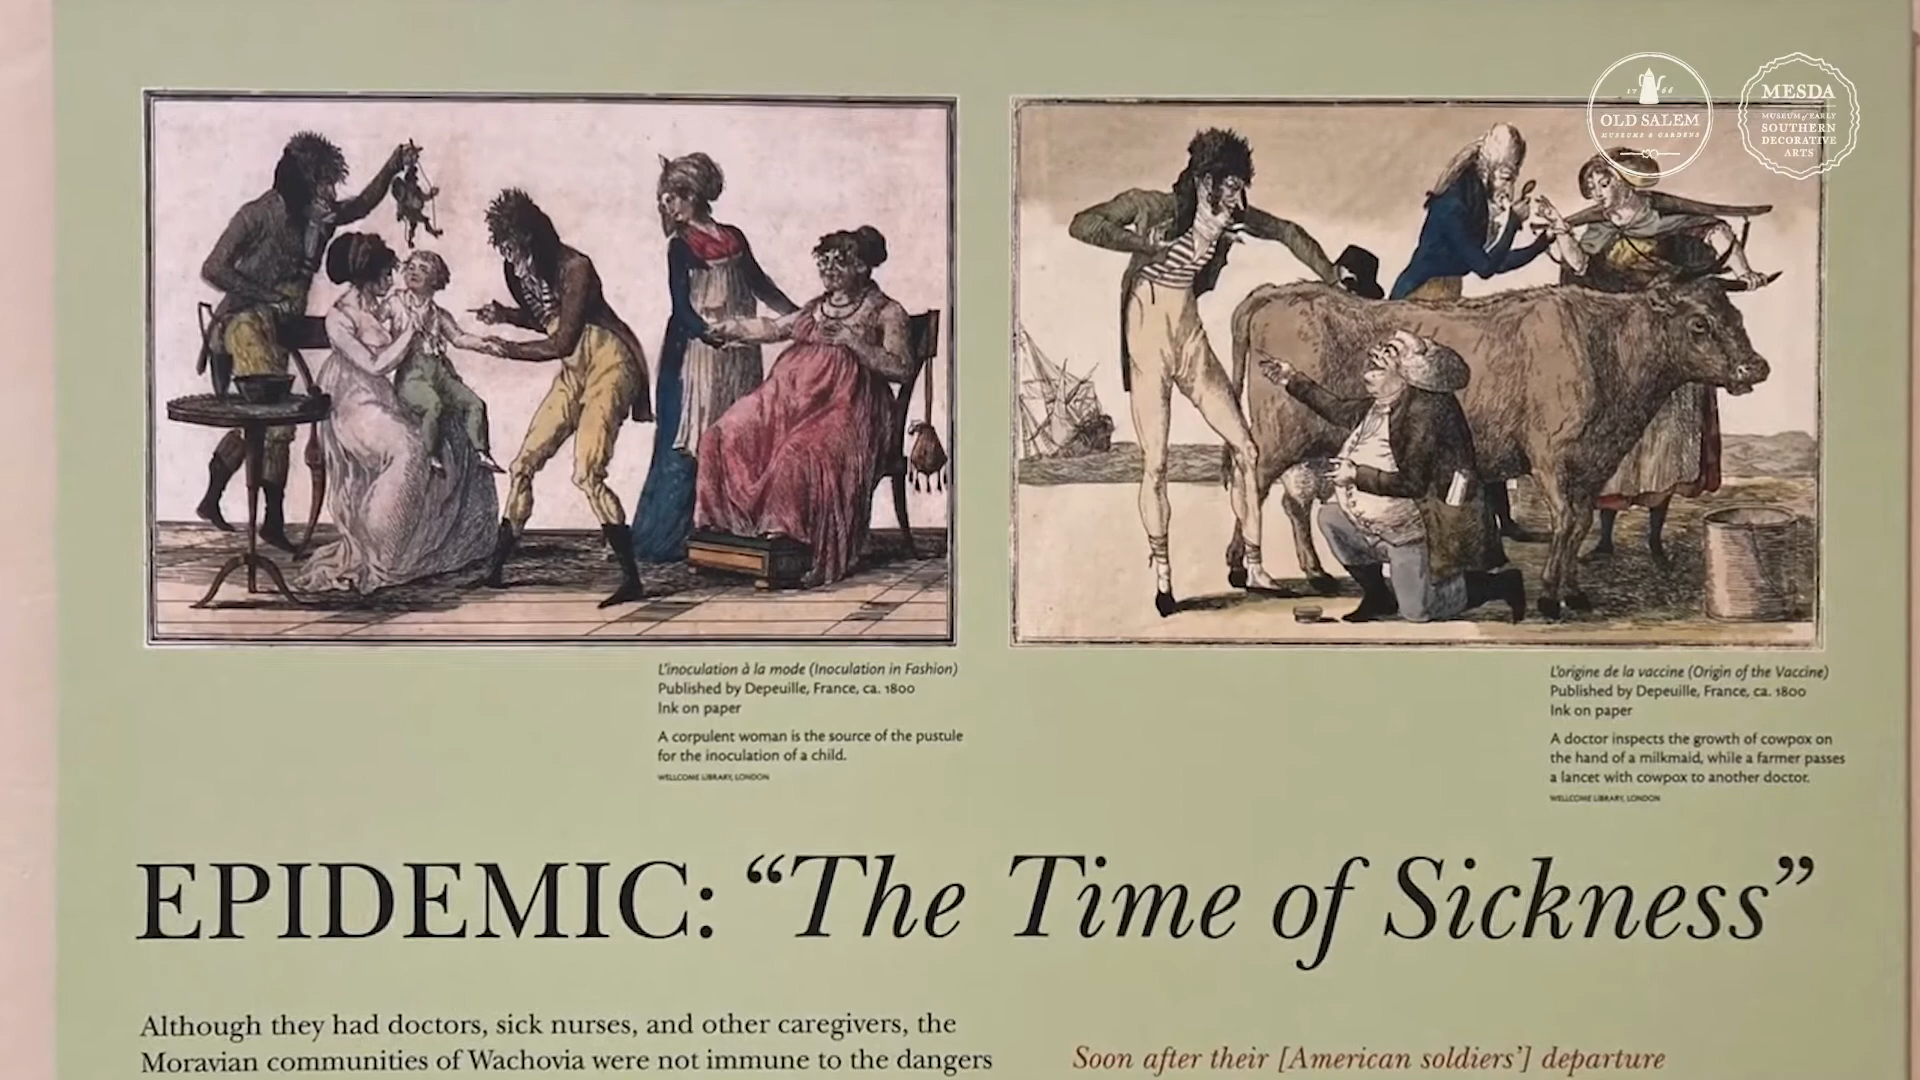 17 66
OLD SALEM
MUSEUMS & GARDENS
MESDA
MUSEUM of EARLY
SOUTHERN
DECORATIVE
ARTS
L'inoculation à la mode (Inoculation in Fashion)
Published by Depeuille, France, ca. 1800
Ink on paper
A corpulent woman is the source of the pustule
for the inoculation of a child.
WELLCOME LIBRARY, LONDON
L'origine de la vaccine (Origin of the Vaccine)
Published by Depeuille, France, ca. 1800
Ink on paper
A doctor inspects the growth of cowpox on
the hand of a milkmaid, while a farmer passes
a lancet with cowpox to another doctor.
WELLCOME LIBRARY, LONDON
EPIDEMIC: “The Time of Sickness”
Although they had doctors, sick nurses, and other caregivers, the
Moravian communities of Wachovia were not immune to the dangers
Soon after their [American soldiers’] departure